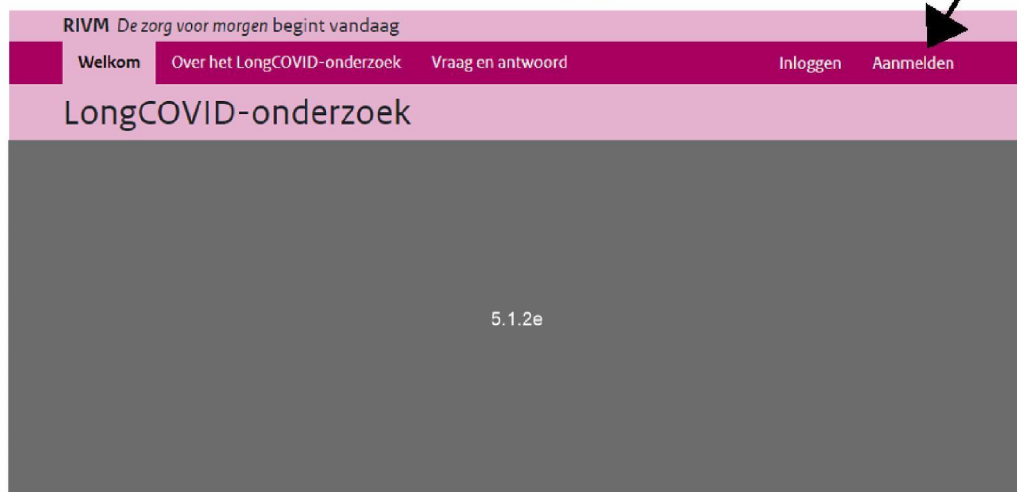 RIVM De zorg voor morgen begint vandaag
Welkom Over het LongCOVID-onderzoek Vraag en antwoord Inloggen Aanmelden
LongCOVID-onderzoek
5.1.2e